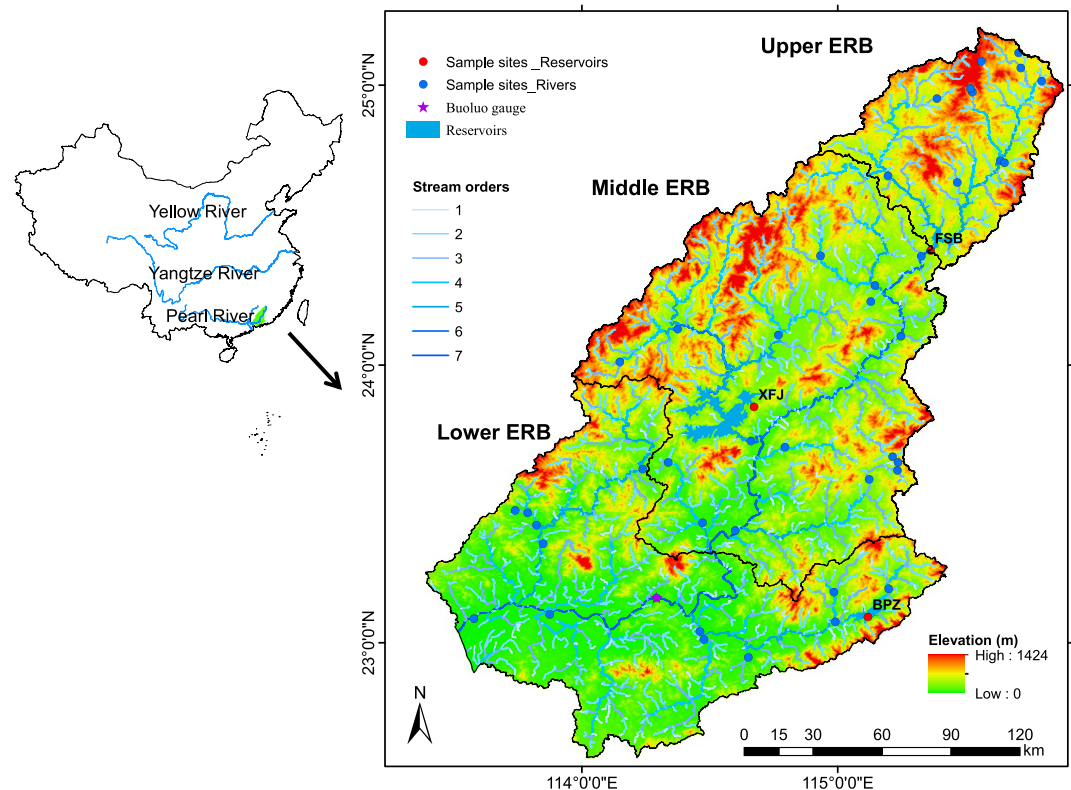 Yellow River
Yangtze River
Pearl River
Upper ERB
Middle ERB
Lower ERB
Sample sites _Reservoirs
Sample sites_Rivers
Buoluo gauge
Reservoirs
Stream orders
1
2
3
4
5
6
7
FSB
XFJ
BPZ
Elevation (m)
High : 1424
Low : 0
N
0 15 30 60 90 120
km
25°0'0"N
24°0'0"N
23°0'0"N
114°0'0"E
115°0'0"E